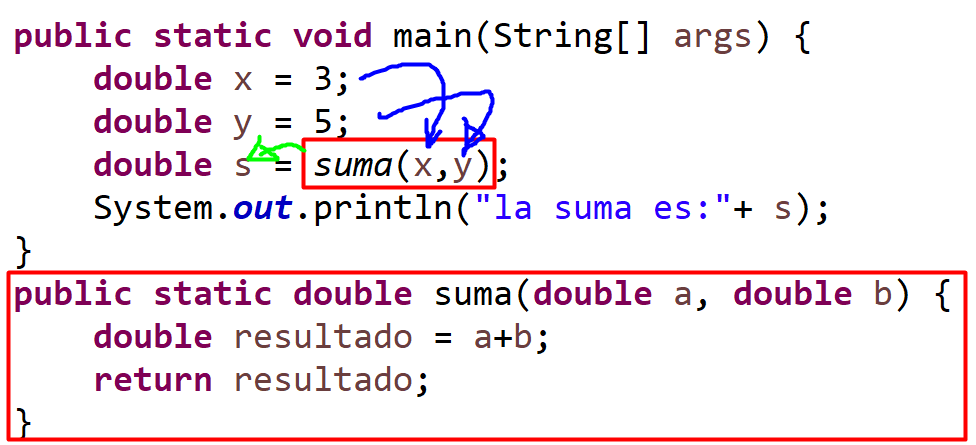 public static void main(String[] args) {
double x = 3;
double y = 5;
double s = suma(x,y);
System.out.println("la suma es:"+ s);
}
public static double suma(double a, double b) {
double resultado = a+b;
return resultado;
}